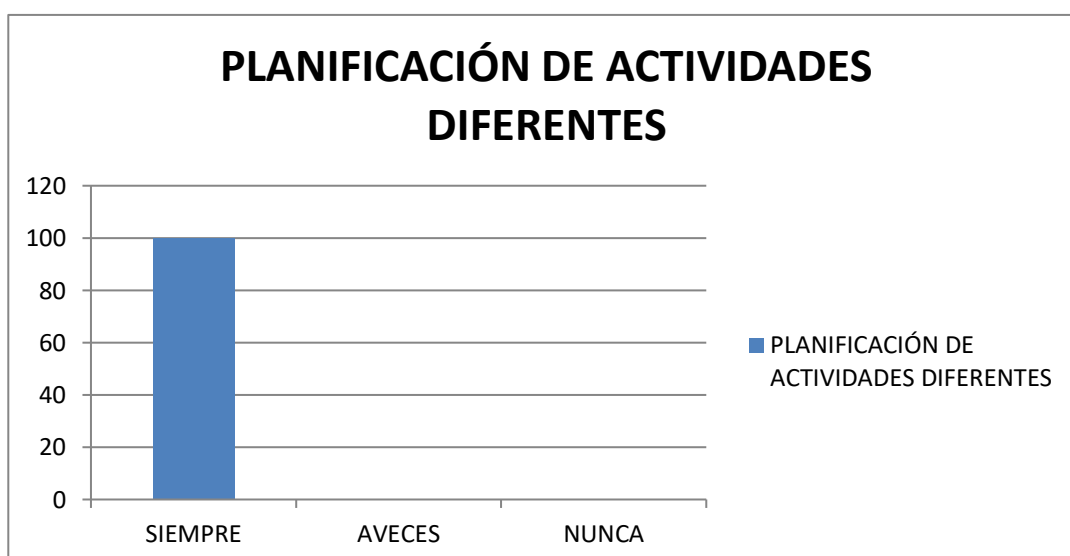 PLANIFICACIÓN DE ACTIVIDADES
DIFERENTES
120
100
80
60
40
20
0
SIEMPRE
AVECES
NUNCA
PLANIFICACIÓN DE
ACTIVIDADES DIFERENTES